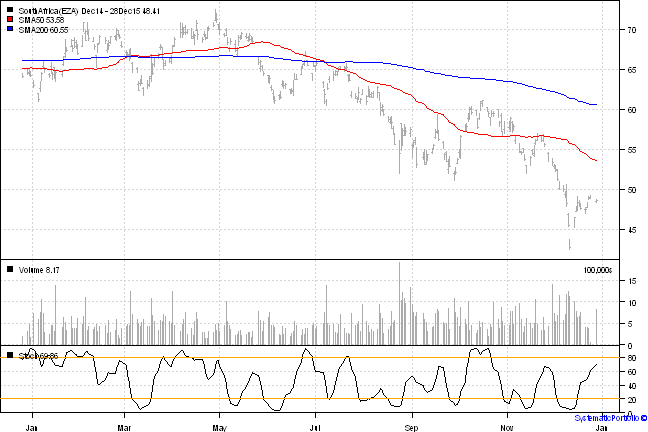 SouthAfrica(EZA) Dec14 - 28Dec15 48.41
SMA50 53.58
SMA200 60.55
70
65
60
55
50
45
Volume 8.17
100,000s
15
10
5
0
80
60
40
20
0
Jan Mar May Jul Sep Nov Jan
SystematicPortfolio ©